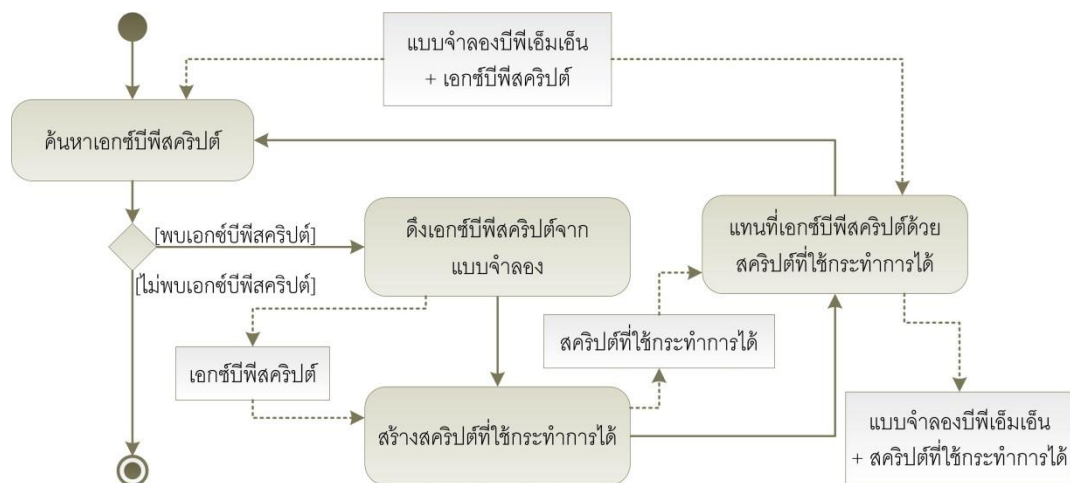 แบบจำลองบีพีเอ็มเอ็น
+ เอกซ์บีพีสคริปต์
ค้นหาเอกซ์บีพีสคริปต์
[พบเอกซ์บีพีสคริปต์]
ดึงเอกซ์บีพีสคริปต์จาก
แบบจำลอง
แทนที่เอกซ์บีพีสคริปต์ด้วย
สคริปต์ที่ใช้กระทำการได้
[ไม่พบเอกซ์บีพีสคริปต์]
เอกซ์บีพีสคริปต์
สคริปต์ที่ใช้กระทำการได้
สร้างสคริปต์ที่ใช้กระทำการได้
แบบจำลองบีพีเอ็มเอ็น
+ สคริปต์ที่ใช้กระทำการได้